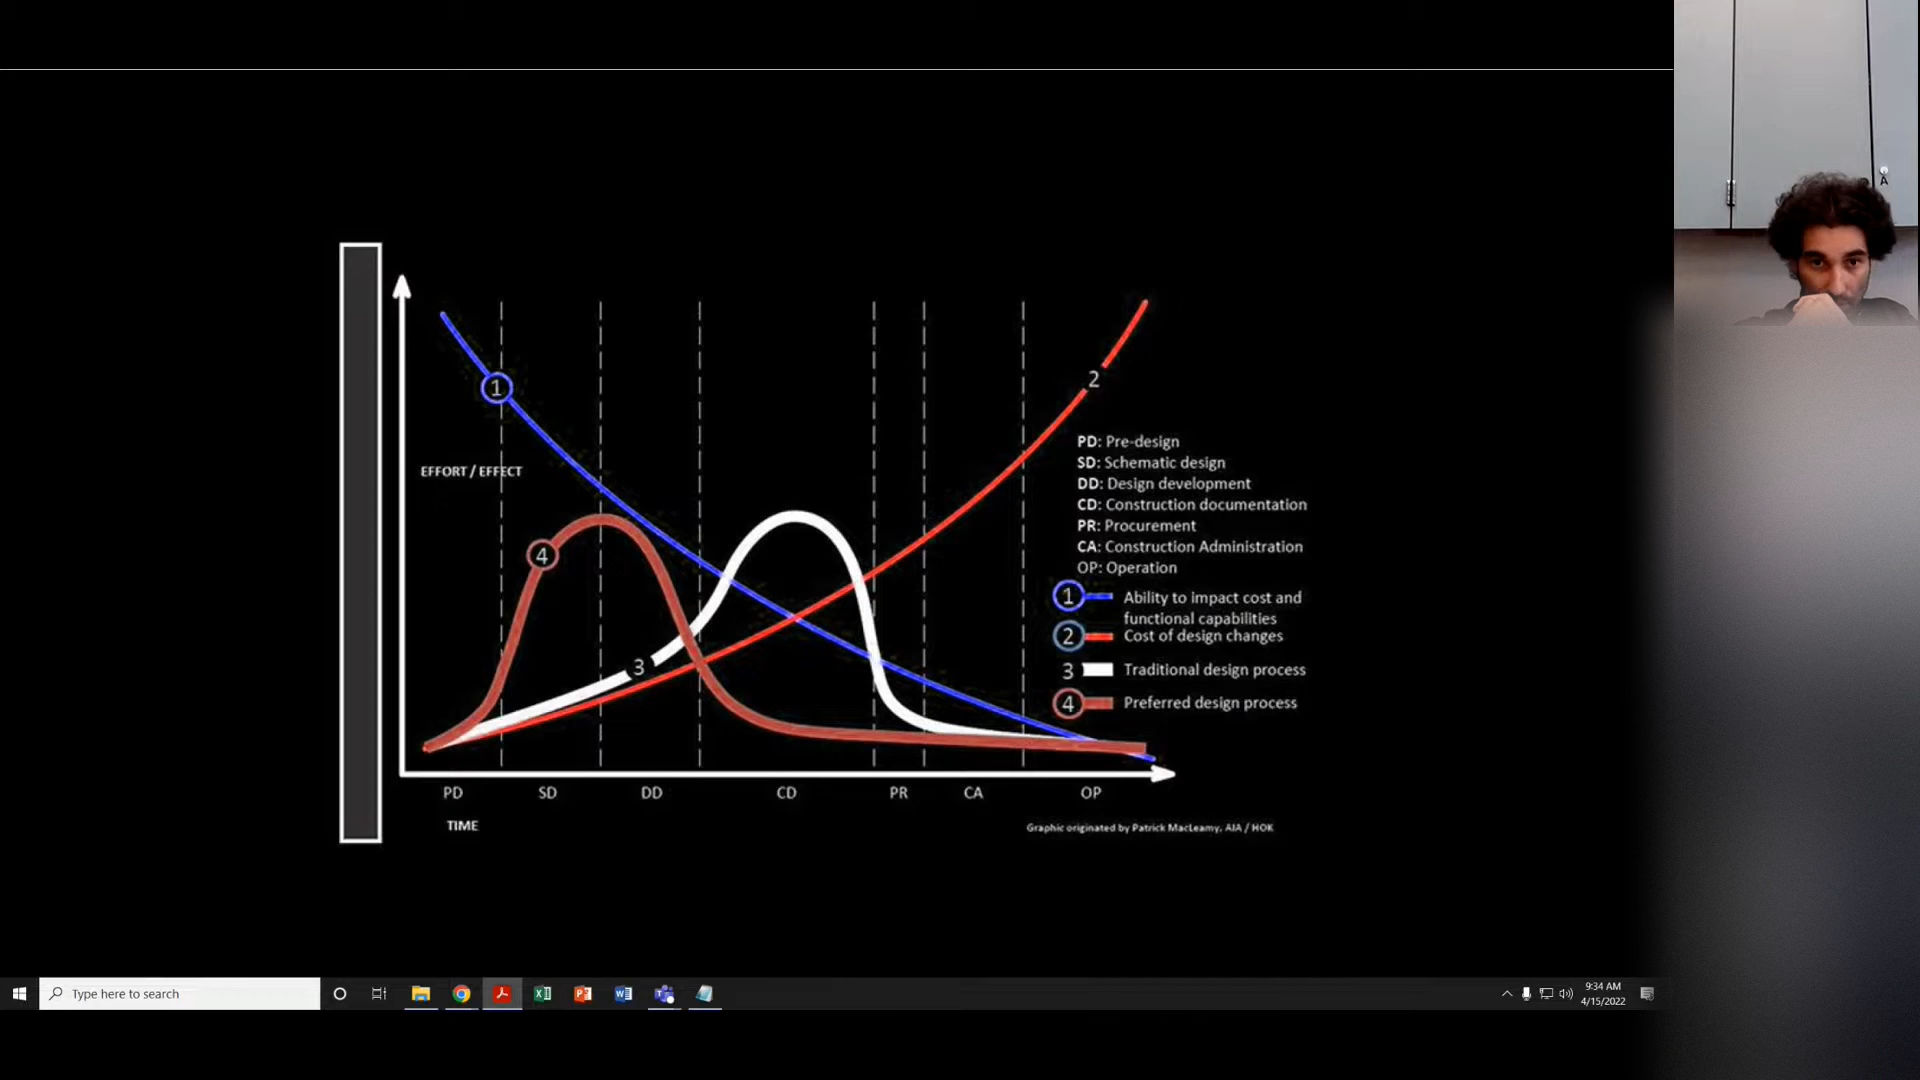 1
2
EFFORT / EFFECT
4
3
PD: Pre-design
SD: Schematic design
DD: Design development
CD: Construction documentation
PR: Procurement
CA: Construction Administration
OP: Operation
1 Ability to impact cost and
functional capabilities
2 Cost of design changes
3 Traditional design process
4 Preferred design process
PD SD DD CD PR CA OP
TIME
Graphic originated by Patrick MacLeamy, AIA / HOK
Type here to search
9:34 AM
4/15/2022
A